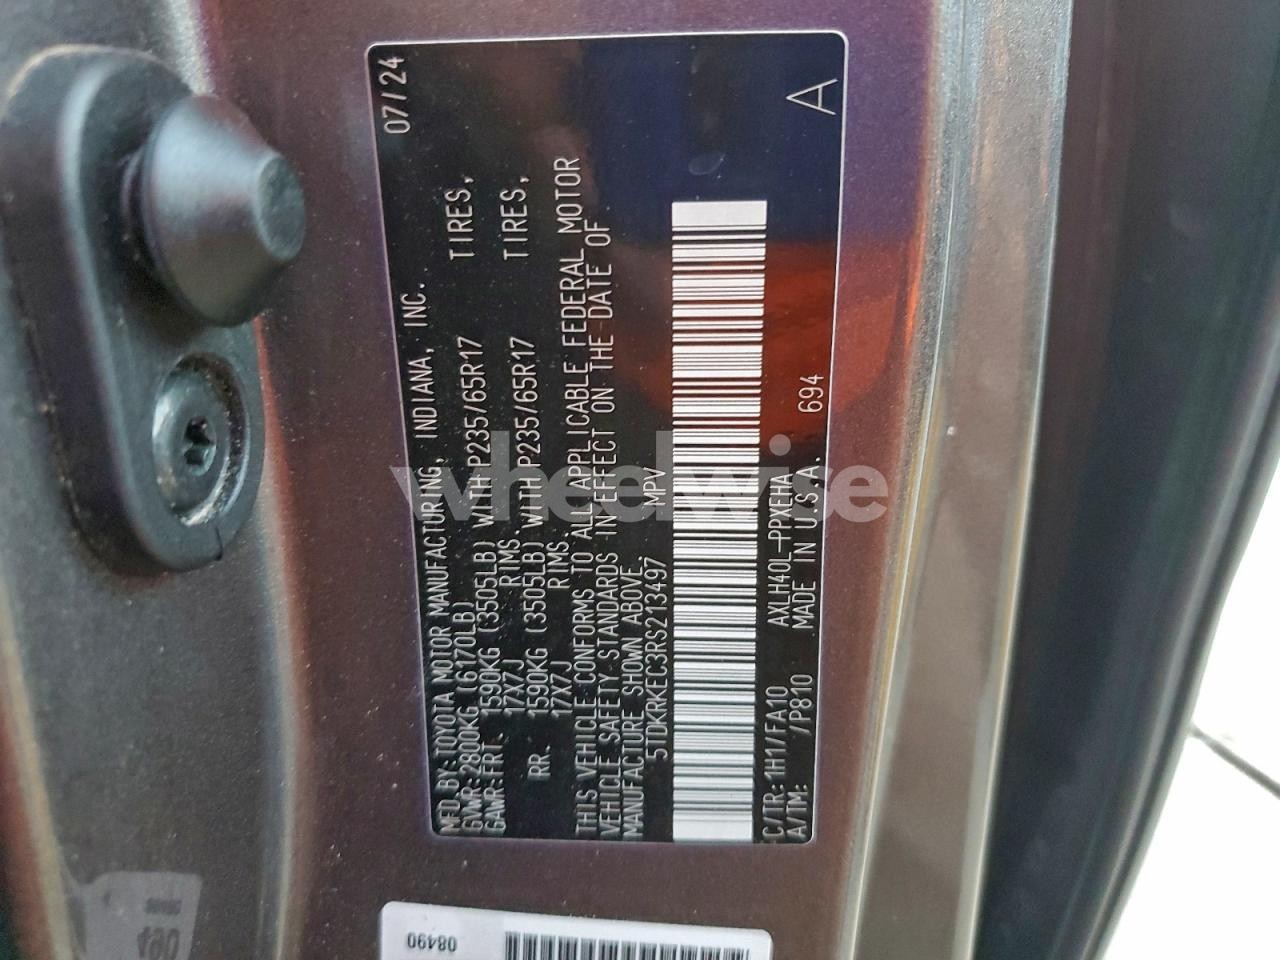 07/24
MFD.BY:TOYOTA MOTOR MANUFACTURING, INDIANA, INC.
GVWR:2800KG (6170LB)
GAWR:FRT. 1590KG (3505LB) WITH P235/65R17 TIRES,
17X7J RIMS.
RR. 1590KG (3505LB) WITH P235/65R17 TIRES,
17X7J RIMS.
THIS VEHICLE CONFORMS TO ALL APPLICABLE FEDERAL MOTOR
VEHICLE SAFETY STANDARDS IN EFFECT ON THE DATE OF
MANUFACTURE SHOWN ABOVE.
5TDKRKEC3RS213497 MPV
C/TR:1H1/FA10 AXLH40L-PPXEHA
A/TM: /P810 MADE IN U.S.A. 694
A
08490
wheelwise